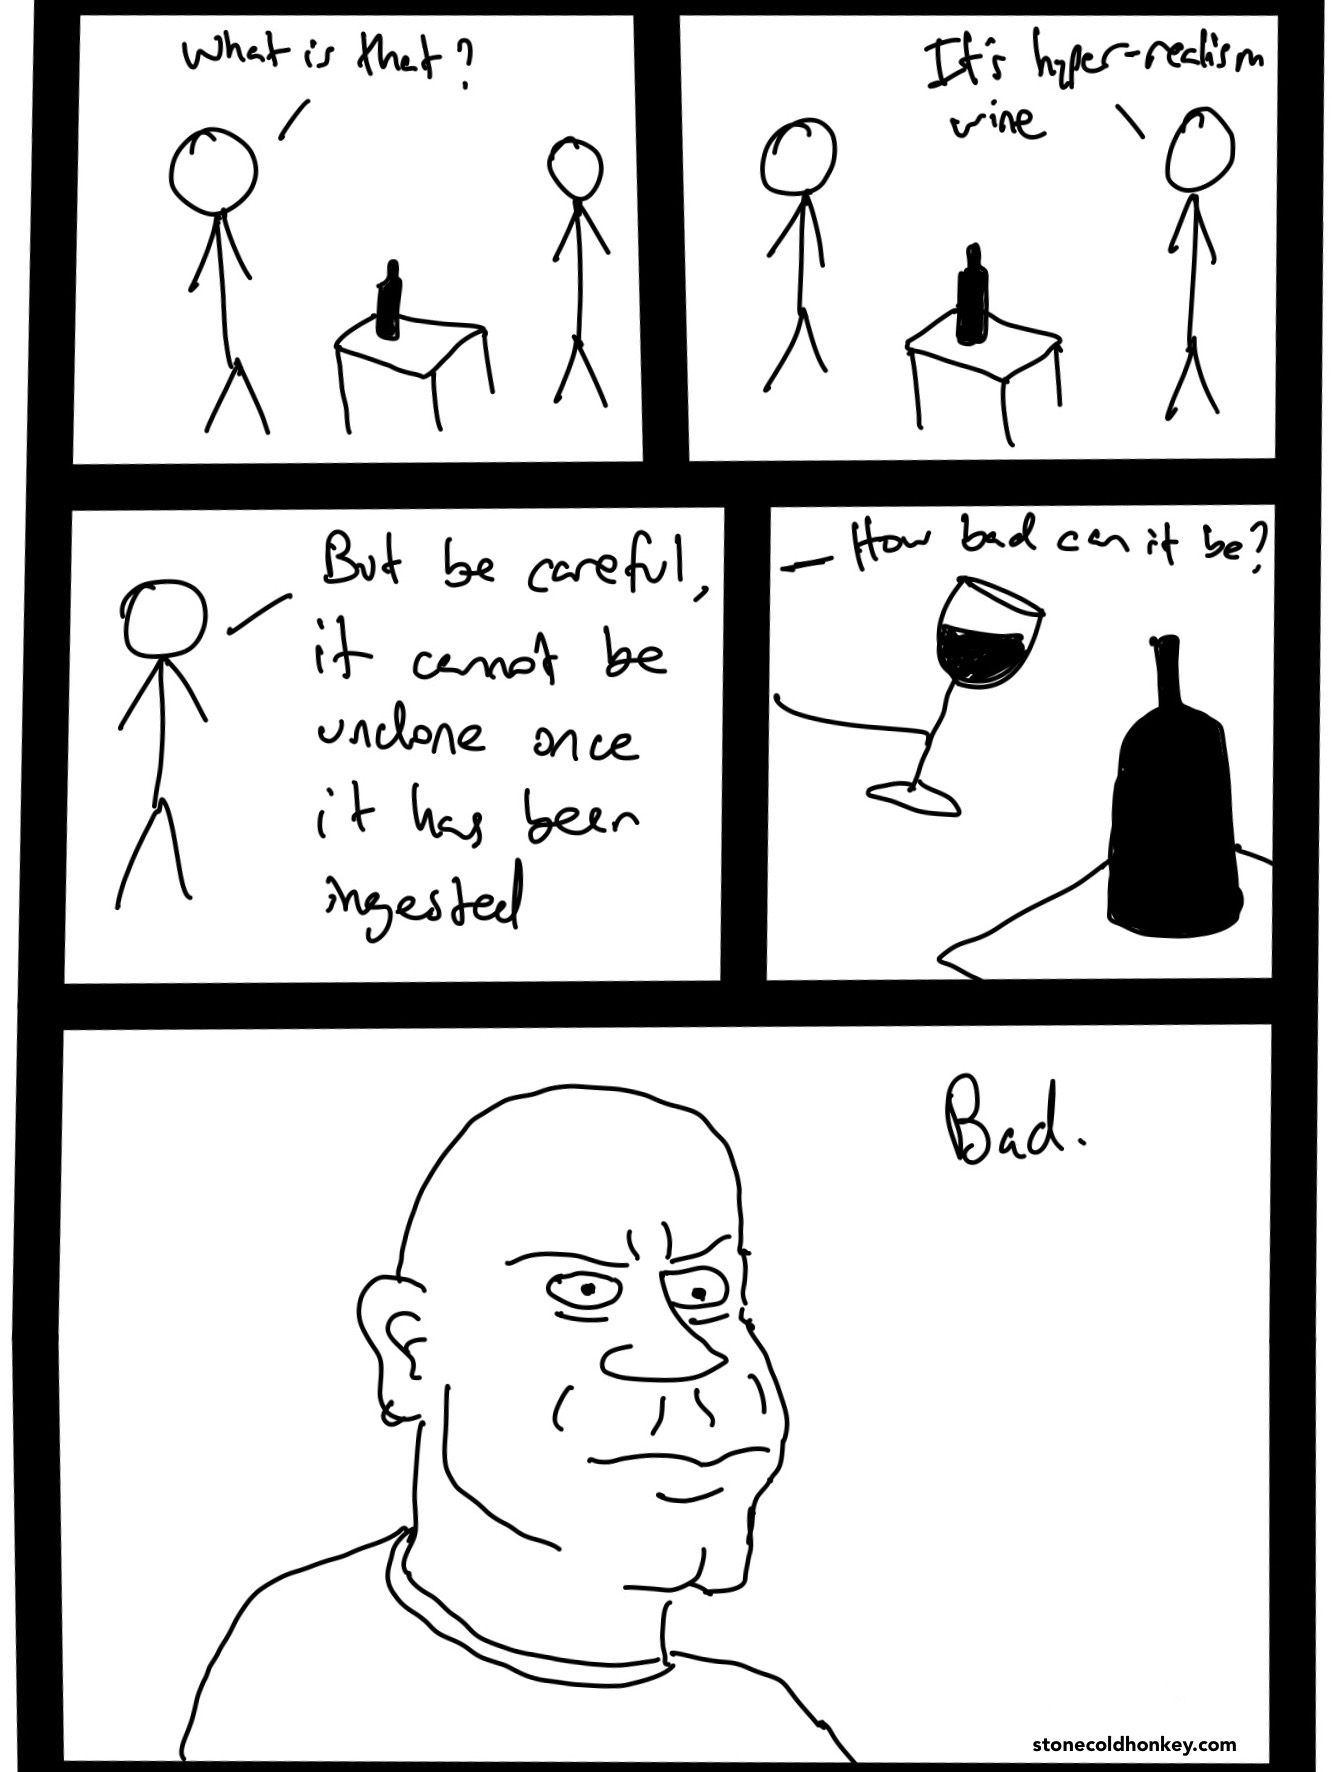 What is that?
It's hyper-realism
wine
But be careful,
it cannot be
undone once
it has been
ingested
How bad can it be?
Bad.
stonecoldhonkey.com